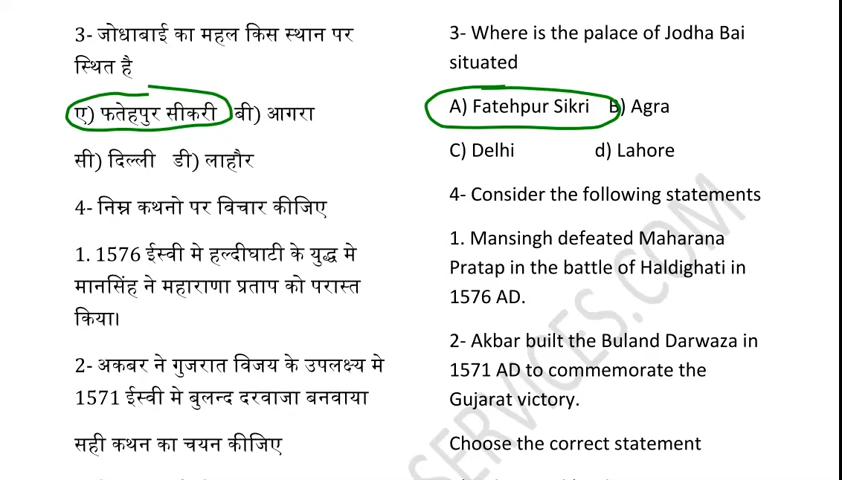 3- जोधाबाई का महल किस स्थान पर
स्थित है
ए) फतेहपुर सीकरी बी) आगरा
सी) दिल्ली डी) लाहौर
4- निम्न कथनो पर विचार कीजिए
1. 1576 ईस्वी मे हल्दीघाटी के युद्ध मे
मानसिंह ने महाराणा प्रताप को परास्त
किया।
2- अकबर ने गुजरात विजय के उपलक्ष्य मे
1571 ईस्वी मे बुलन्द दरवाजा बनवाया
सही कथन का चयन कीजिए
3- Where is the palace of Jodha Bai
situated
A) Fatehpur Sikri B) Agra
C) Delhi d) Lahore
4- Consider the following statements
1. Mansingh defeated Maharana
Pratap in the battle of Haldighati in
1576 AD.
2- Akbar built the Buland Darwaza in
1571 AD to commemorate the
Gujarat victory.
Choose the correct statement
SERVICES.COM